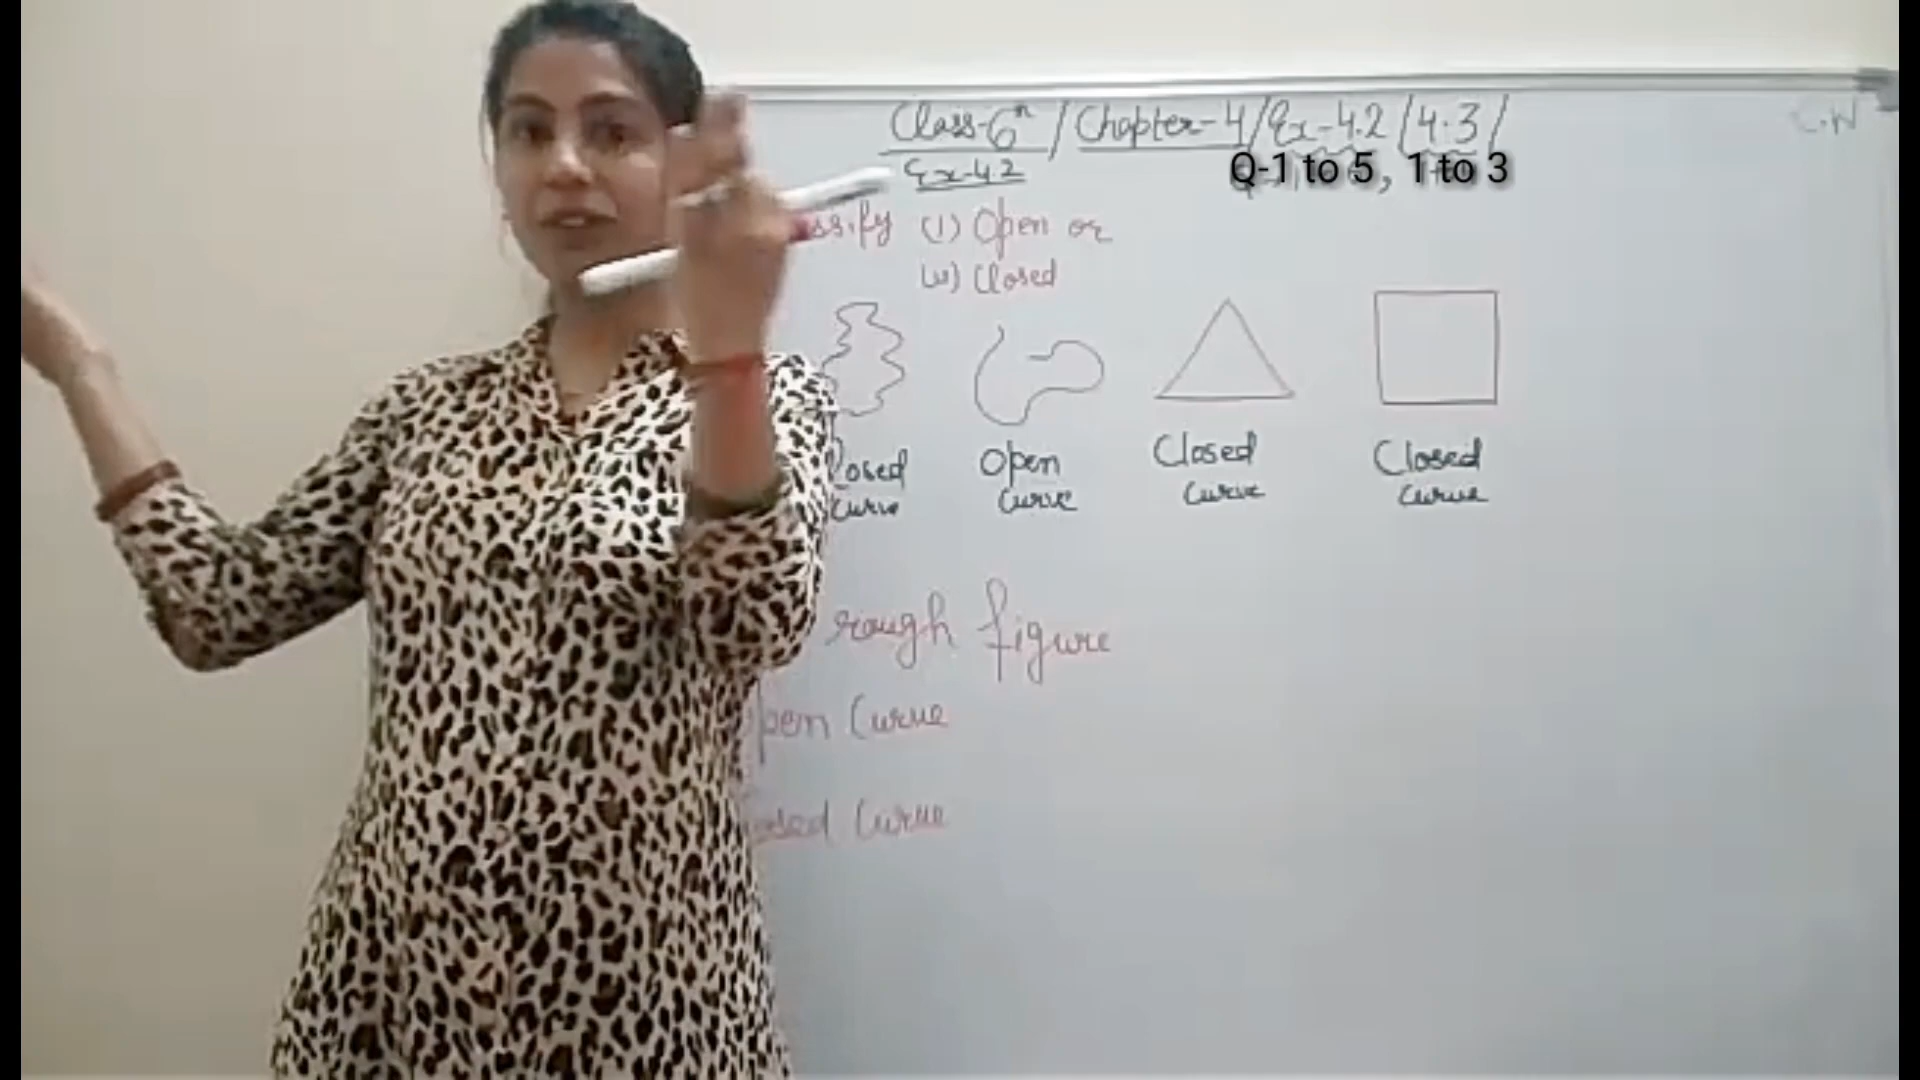 Class-6th / Chapter-4 / Ex-4.2 / 4.3 /
C.W
Ex-4.2
Q-1 to 5, 1 to 3
(i) Open or
(ii) Closed
Open Closed Closed
curve curve curve curve
rough figure
Curve
Curve